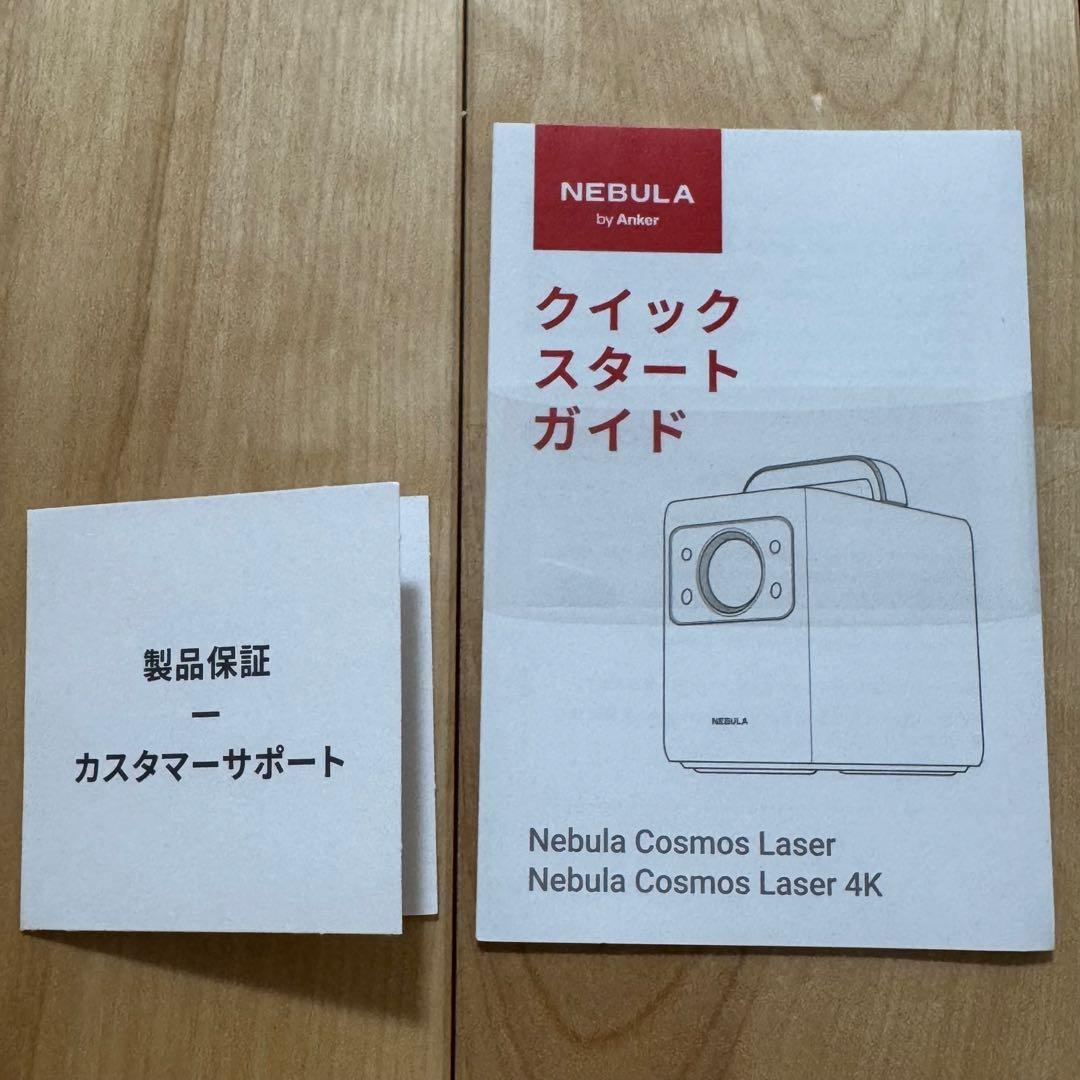 NEBULA
by Anker
クイック
スタート
ガイド
NEBULA
Nebula Cosmos Laser
Nebula Cosmos Laser 4K
製品保証
ー
カスタマーサポート